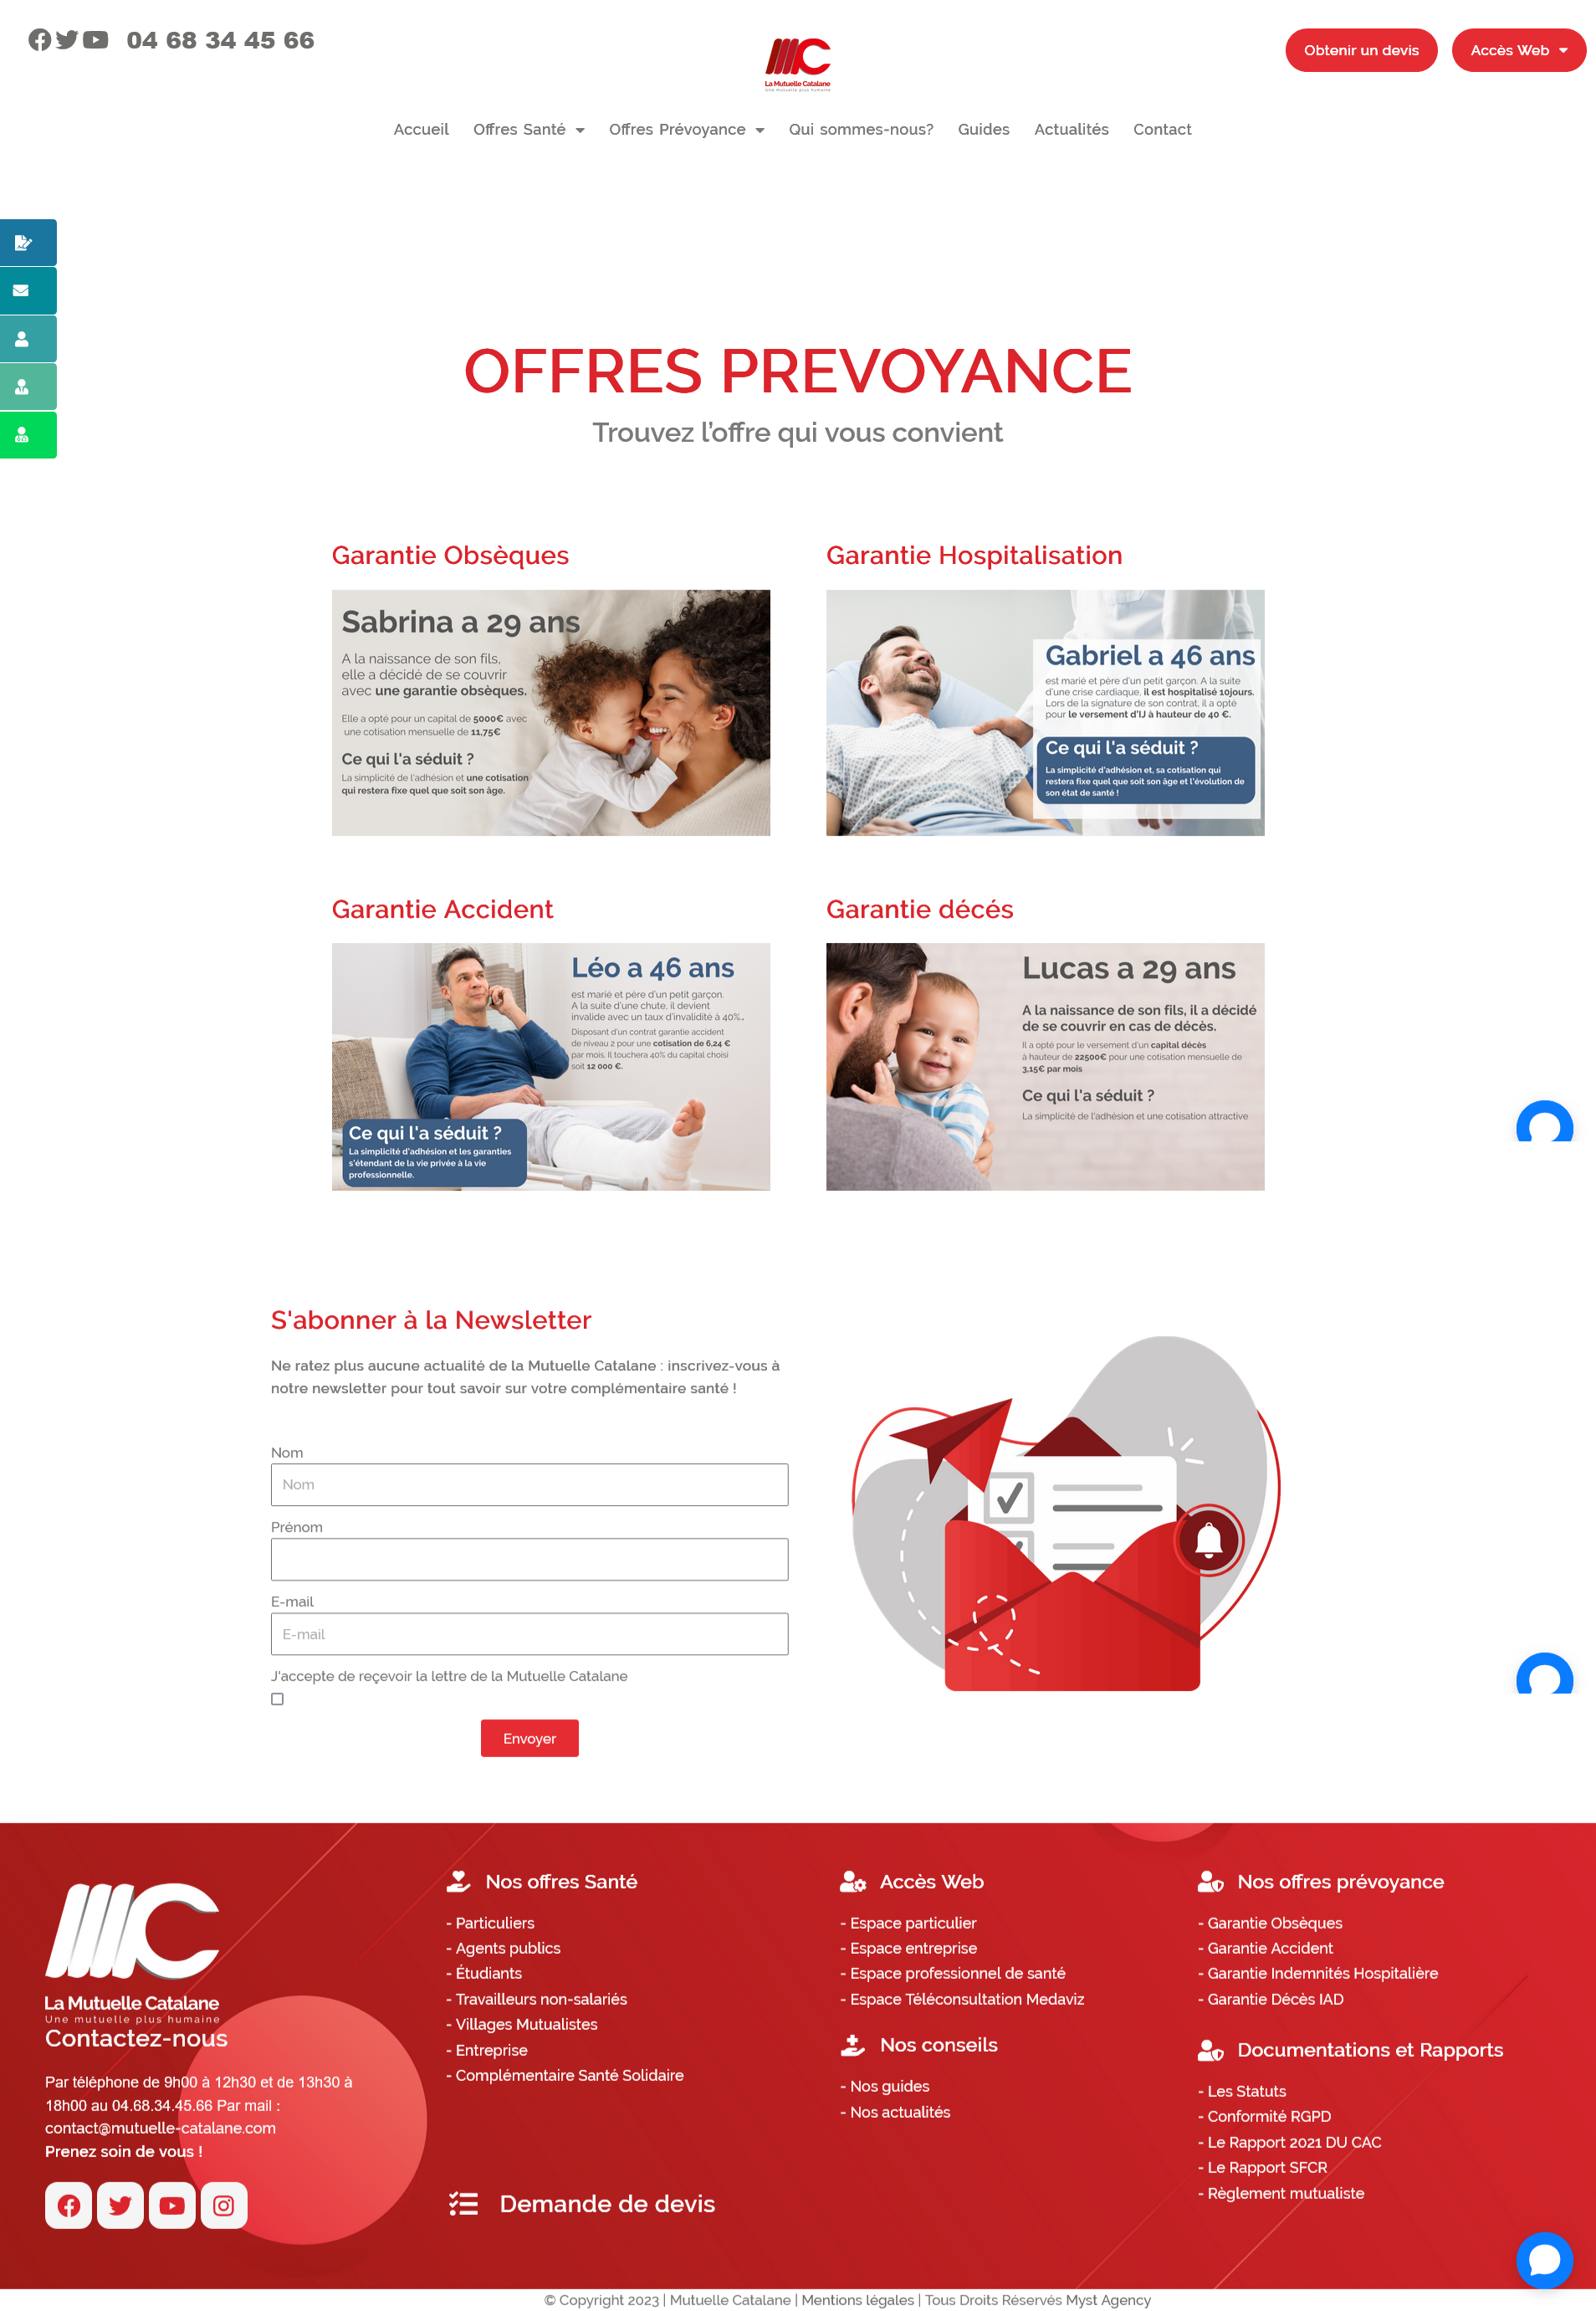 04 68 34 45 66
La Mutuelle Catalane
Une mutuelle plus humaine
Obtenir un devis
Accès Web
Accueil
Offres Santé
Offres Prévoyance
Qui sommes-nous?
Guides
Actualités
Contact
OFFRES PREVOYANCE
Trouvez l’offre qui vous convient
Garantie Obsèques
Sabrina a 29 ans
A la naissance de son fils,
elle a décidé de se couvrir
avec une garantie obsèques.
Elle a opté pour un capital de 5000€ avec
une cotisation mensuelle de 11,75€
Ce qui l'a séduit ?
La simplicité de l'adhésion et une cotisation
qui restera fixe quel que soit son âge.
Garantie Hospitalisation
Gabriel a 46 ans
est marié et père d'un petit garçon. A la suite
d'une crise cardiaque, il est hospitalisé 10jours.
Lors de la signature de son contrat, il a opté
pour le versement d'IJ à hauteur de 40 €.
Ce qui l'a séduit ?
La simplicité d'adhésion et, sa cotisation qui
restera fixe quel que soit son âge et l'évolution de
son état de santé !
Garantie Accident
Léo a 46 ans
est marié et père d'un petit garçon.
A la suite d'une chute, il devient
invalide avec un taux d'invalidité à 40%..
Disposant d'un contrat garantie accident
de niveau 2 pour une cotisation de 6,24 €
par mois. Il touchera 40% du capital choisi
soit 12 000 €.
Ce qui l'a séduit ?
La simplicité d'adhésion et les garanties
s'étendant de la vie privée à la vie
professionnelle.
Garantie décés
Lucas a 29 ans
A la naissance de son fils, il a décidé
de se couvrir en cas de décès.
Il a opté pour le versement d'un capital décès
à hauteur de 22500€ pour une cotisation mensuelle de
3,15€ par mois
Ce qui l'a séduit ?
La simplicité de l'adhésion et une cotisation attractive
S'abonner à la Newsletter
Ne ratez plus aucune actualité de la Mutuelle Catalane : inscrivez-vous à
notre newsletter pour tout savoir sur votre complémentaire santé !
Nom
Nom
Prénom
E-mail
E-mail
J'accepte de reçevoir la lettre de la Mutuelle Catalane
Envoyer
La Mutuelle Catalane
Une mutuelle plus humaine
Contactez-nous
Par téléphone de 9h00 à 12h30 et de 13h30 à
18h00 au 04.68.34.45.66 Par mail :
contact@mutuelle-catalane.com
Prenez soin de vous !
Nos offres Santé
- Particuliers
- Agents publics
- Étudiants
- Travailleurs non-salariés
- Villages Mutualistes
- Entreprise
- Complémentaire Santé Solidaire
Demande de devis
Accès Web
- Espace particulier
- Espace entreprise
- Espace professionnel de santé
- Espace Téléconsultation Medaviz
Nos conseils
- Nos guides
- Nos actualités
Nos offres prévoyance
- Garantie Obsèques
- Garantie Accident
- Garantie Indemnités Hospitalière
- Garantie Décès IAD
Documentations et Rapports
- Les Statuts
- Conformité RGPD
- Le Rapport 2021 DU CAC
- Le Rapport SFCR
- Règlement mutualiste
© Copyright 2023 | Mutuelle Catalane | Mentions légales | Tous Droits Réservés Myst Agency